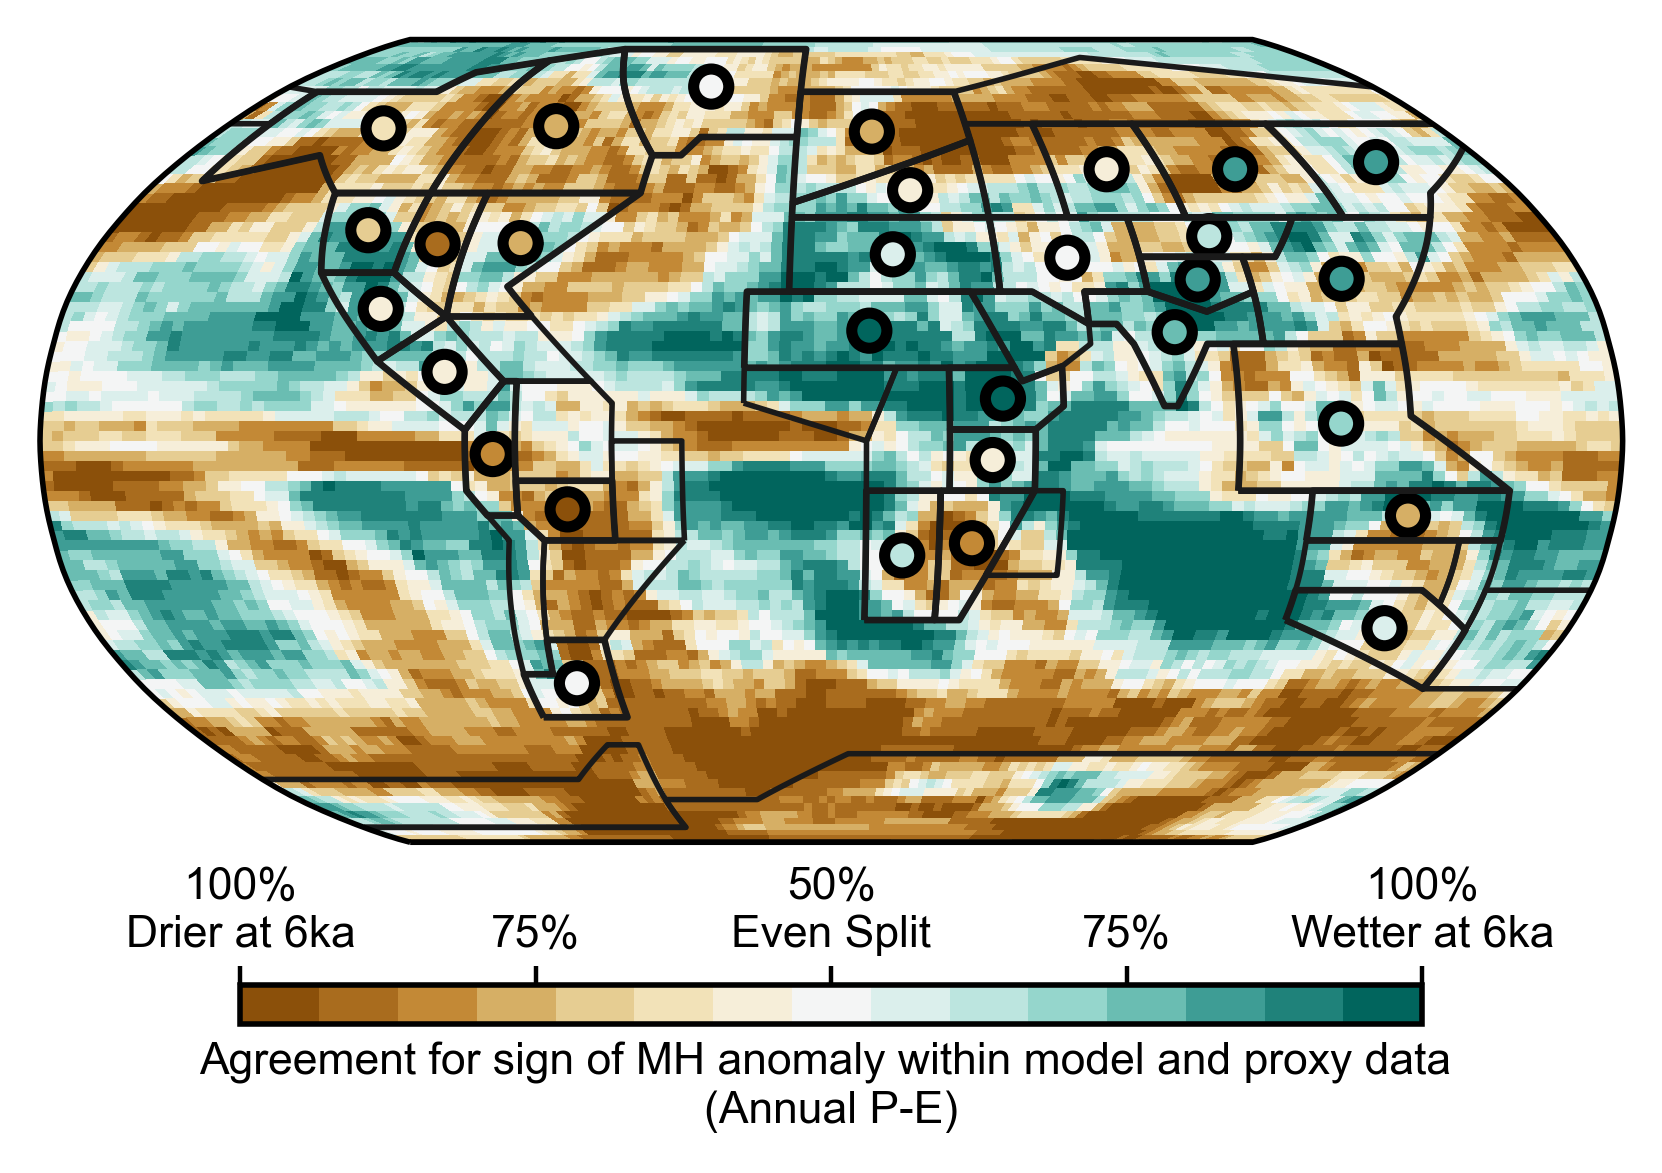 100% 50% 100%
Drier at 6ka 75% Even Split 75% Wetter at 6ka
Agreement for sign of MH anomaly within model and proxy data
(Annual P-E)